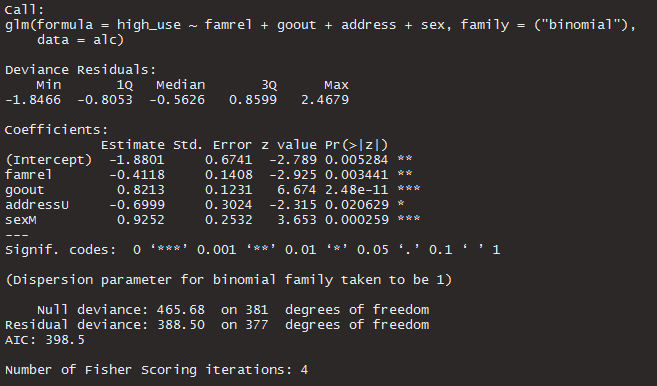 Call:
glm(formula = high_use ~ famrel + goout + address + sex, family = ("binomial"),
    data = alc)
Deviance Residuals:
    Min       1Q   Median       3Q      Max
-1.8466  -0.8053  -0.5626   0.8599   2.4679
Coefficients:
            Estimate Std. Error z value Pr(>|z|)
(Intercept)  -1.8801     0.6741  -2.789 0.005284 **
famrel       -0.4118     0.1408  -2.925 0.003441 **
goout         0.8213     0.1231   6.674 2.48e-11 ***
addressU     -0.6999     0.3024  -2.315 0.020629 *
sexM          0.9252     0.2532   3.653 0.000259 ***
---
Signif. codes:  0 ‘***’ 0.001 ‘**’ 0.01 ‘*’ 0.05 ‘.’ 0.1 ‘ ’ 1
(Dispersion parameter for binomial family taken to be 1)
    Null deviance: 465.68  on 381  degrees of freedom
Residual deviance: 388.50  on 377  degrees of freedom
AIC: 398.5
Number of Fisher Scoring iterations: 4